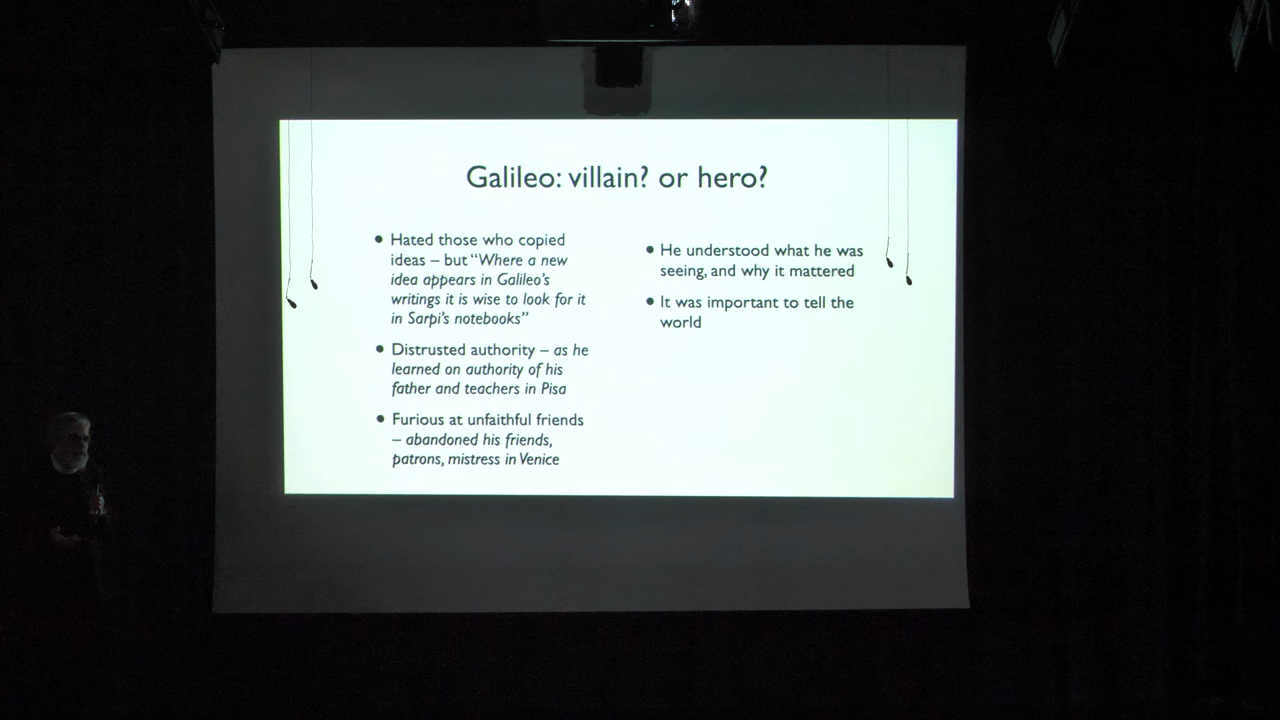 Galileo: villain? or hero?
• Hated those who copied
ideas – but “Where a new
idea appears in Galileo’s
writings it is wise to look for it
in Sarpi’s notebooks”
• Distrusted authority – as he
learned on authority of his
father and teachers in Pisa
• Furious at unfaithful friends
– abandoned his friends,
patrons, mistress in Venice
• He understood what he was
seeing, and why it mattered
• It was important to tell the
world